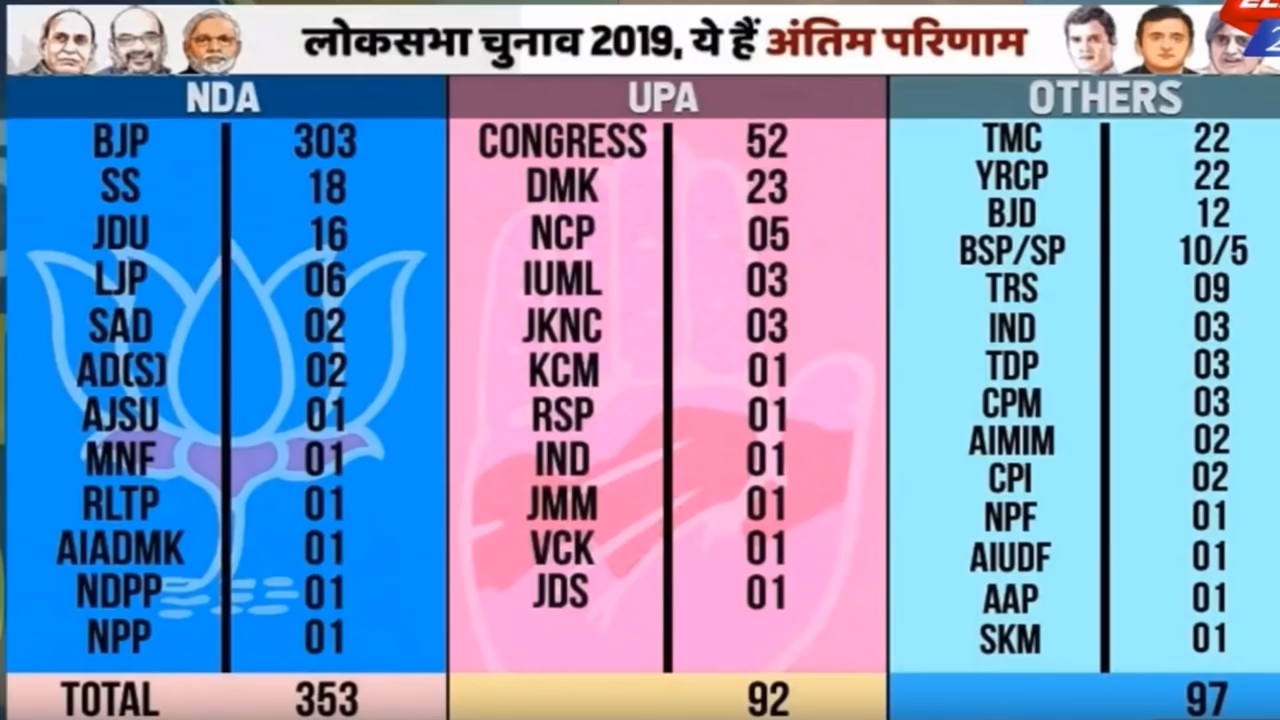 लोकसभा चुनाव 2019, ये हैं अंतिम परिणाम
NDA
BJP 303
SS 18
JDU 16
LJP 06
SAD 02
AD(S) 02
AJSU 01
MNF 01
RLTP 01
AIADMK 01
NDPP 01
NPP 01
TOTAL 353
UPA
CONGRESS 52
DMK 23
NCP 05
IUML 03
JKNC 03
KCM 01
RSP 01
IND 01
JMM 01
VCK 01
JDS 01
92
OTHERS
TMC 22
YRCP 22
BJD 12
BSP/SP 10/5
TRS 09
IND 03
TDP 03
CPM 03
AIMIM 02
CPI 02
NPF 01
AIUDF 01
AAP 01
SKM 01
97